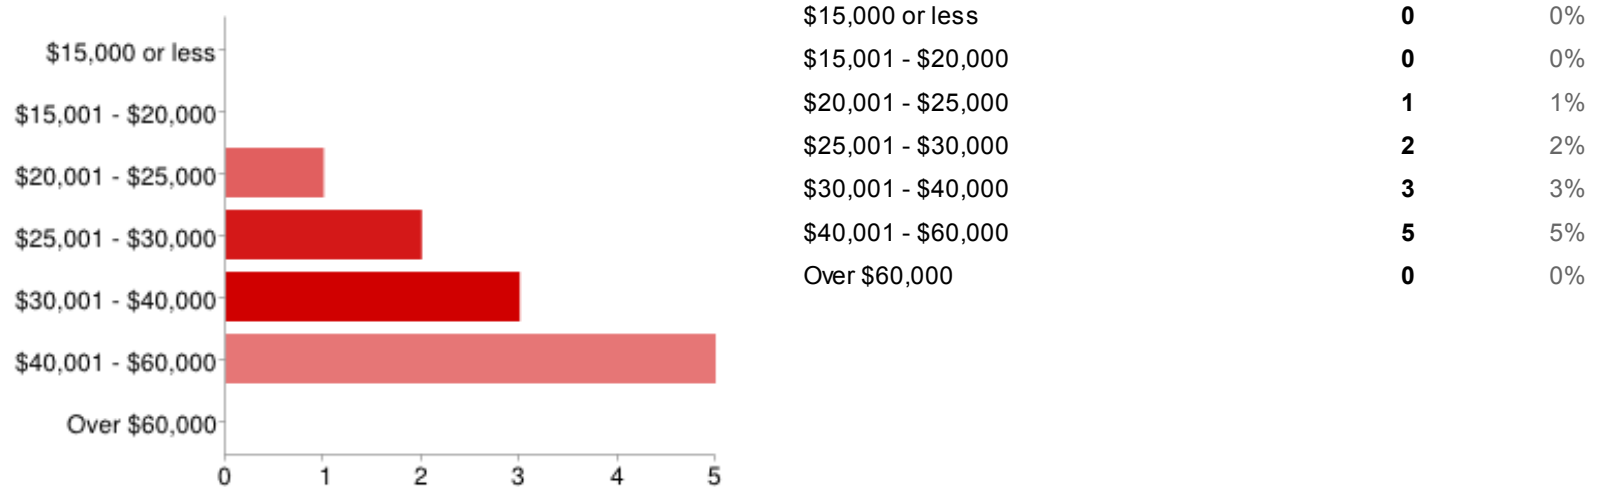 $15,000 or less
$15,001 - $20,000
$20,001 - $25,000
$25,001 - $30,000
$30,001 - $40,000
$40,001 - $60,000
Over $60,000
0 1 2 3 4 5
$15,000 or less 0 0%
$15,001 - $20,000 0 0%
$20,001 - $25,000 1 1%
$25,001 - $30,000 2 2%
$30,001 - $40,000 3 3%
$40,001 - $60,000 5 5%
Over $60,000 0 0%